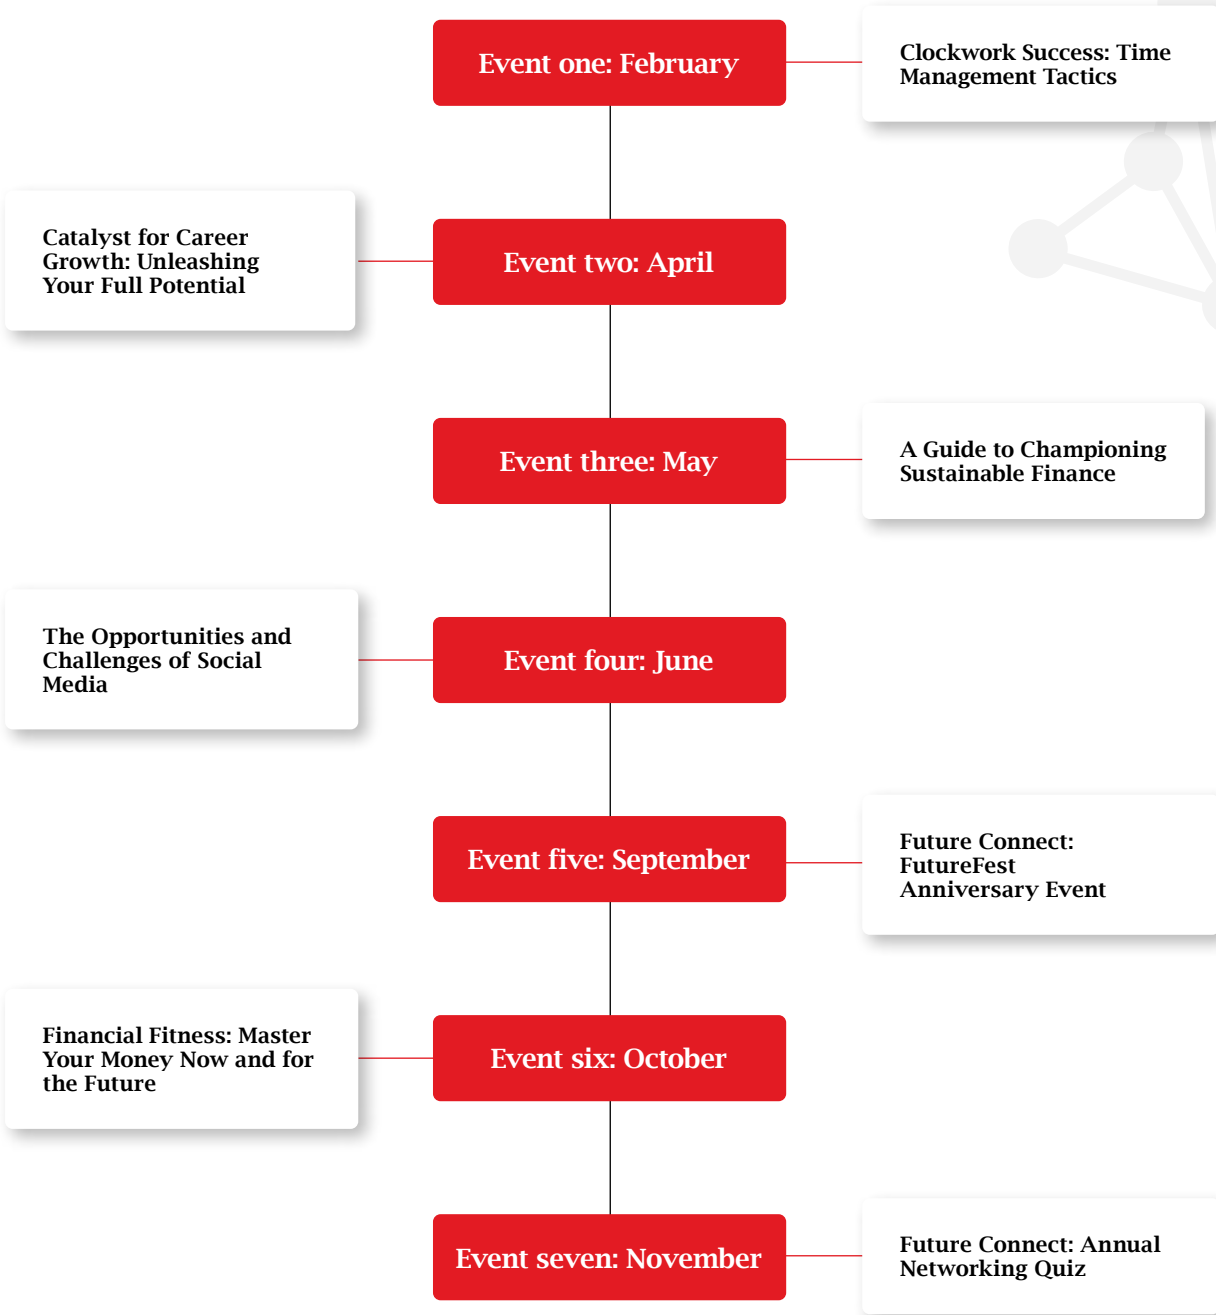 Event one: February
Clockwork Success: Time
Management Tactics
Catalyst for Career
Growth: Unleashing
Your Full Potential
Event two: April
Event three: May
A Guide to Championing
Sustainable Finance
The Opportunities and
Challenges of Social
Media
Event four: June
Event five: September
Future Connect:
FutureFest
Anniversary Event
Financial Fitness: Master
Your Money Now and for
the Future
Event six: October
Event seven: November
Future Connect: Annual
Networking Quiz